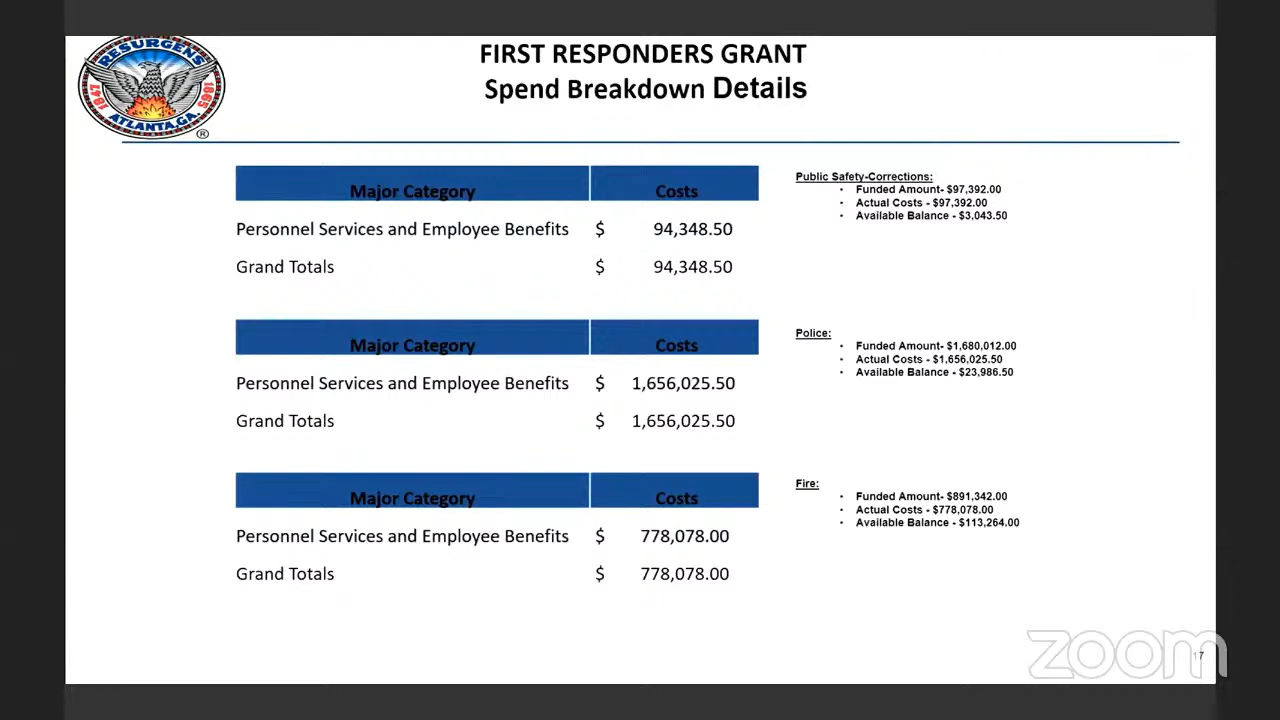 RESURGENS
1847
1865
ATLANTA, GA.
®
FIRST RESPONDERS GRANT
Spend Breakdown Details
Major Category Costs
Personnel Services and Employee Benefits $ 94,348.50
Grand Totals $ 94,348.50
Public Safety-Corrections:
• Funded Amount- $97,392.00
• Actual Costs - $97,392.00
• Available Balance - $3,043.50
Major Category Costs
Personnel Services and Employee Benefits $ 1,656,025.50
Grand Totals $ 1,656,025.50
Police:
• Funded Amount- $1,680,012.00
• Actual Costs - $1,656,025.50
• Available Balance - $23,986.50
Major Category Costs
Personnel Services and Employee Benefits $ 778,078.00
Grand Totals $ 778,078.00
Fire:
• Funded Amount- $891,342.00
• Actual Costs - $778,078.00
• Available Balance - $113,264.00
zoom
17